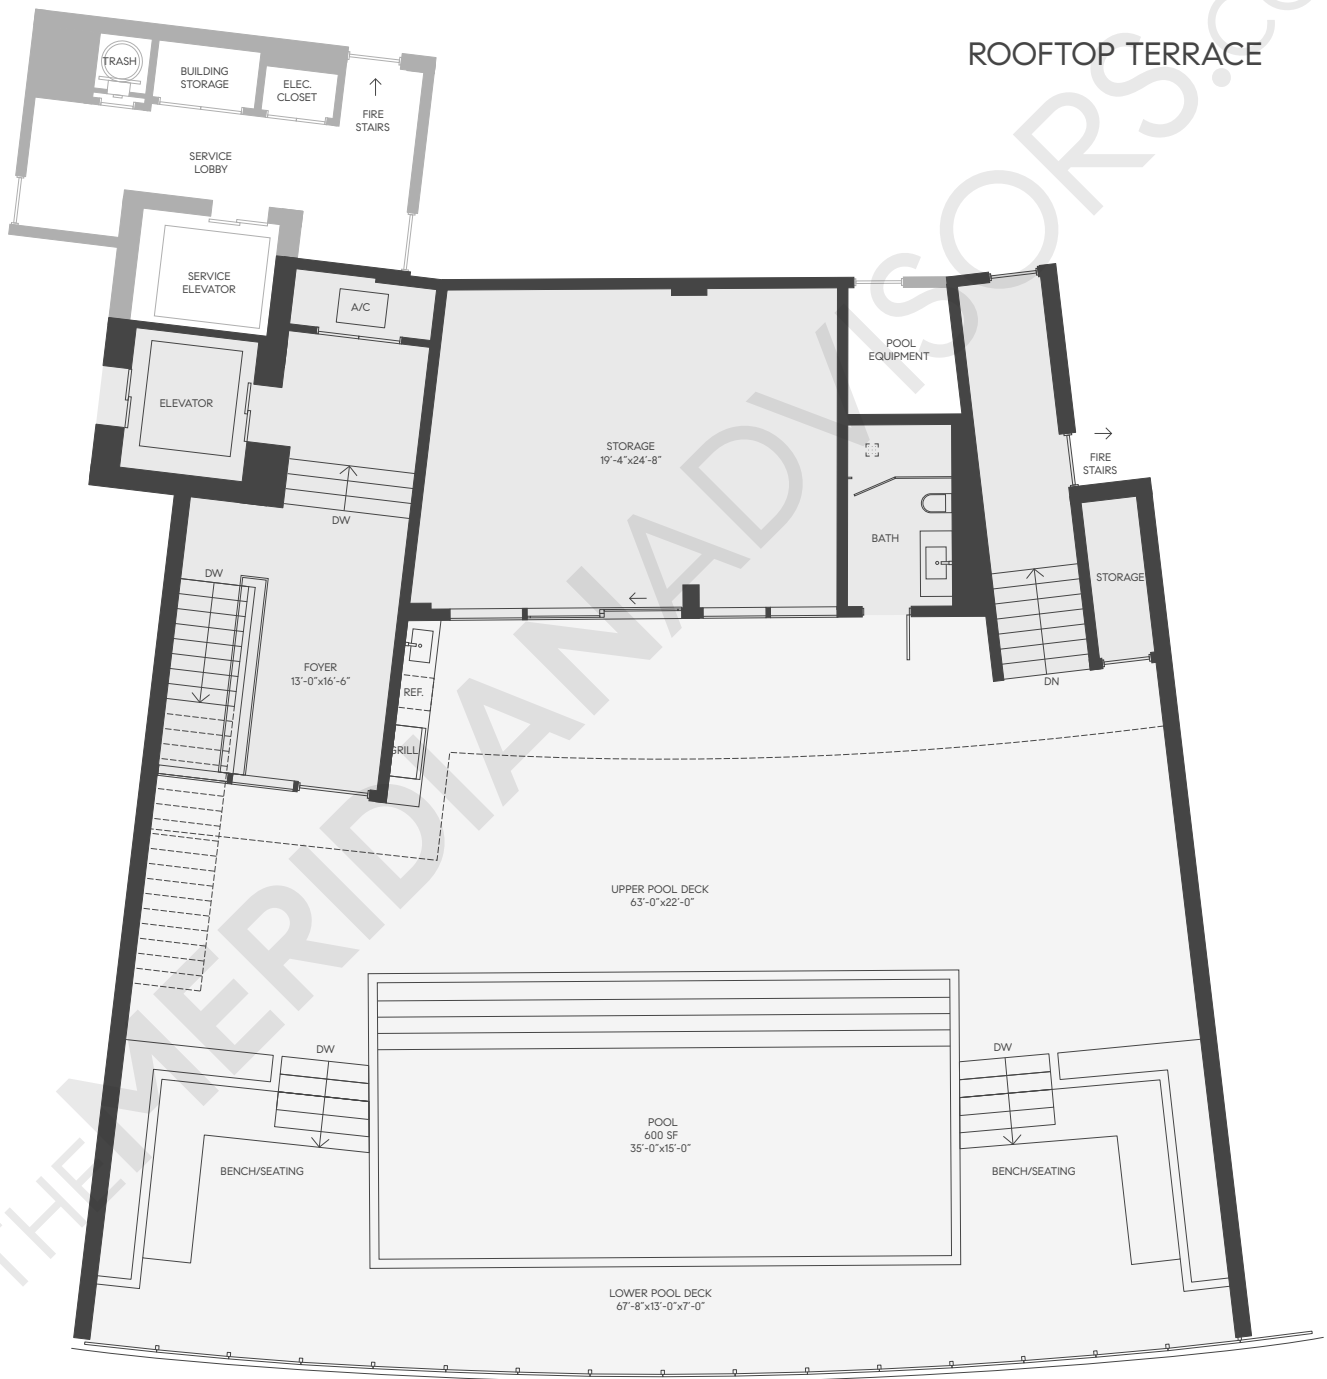 ROOFTOP TERRACE
TRASH
BUILDING
STORAGE
ELEC.
CLOSET
FIRE
STAIRS
SERVICE
LOBBY
SERVICE
ELEVATOR
A/C
ELEVATOR
POOL
EQUIPMENT
STORAGE
19'-4"x24'-8"
FIRE
STAIRS
DW
BATH
DW
STORAGE
FOYER
13'-0"x16'-6"
REF.
DN
GRILL
UPPER POOL DECK
63'-0"x22'-0"
DW
DW
POOL
600 SF
35'-0"x15'-0"
BENCH/SEATING
BENCH/SEATING
LOWER POOL DECK
67'-8"x13'-0"x7'-0"
THEMERIDIANADVISORS.CO